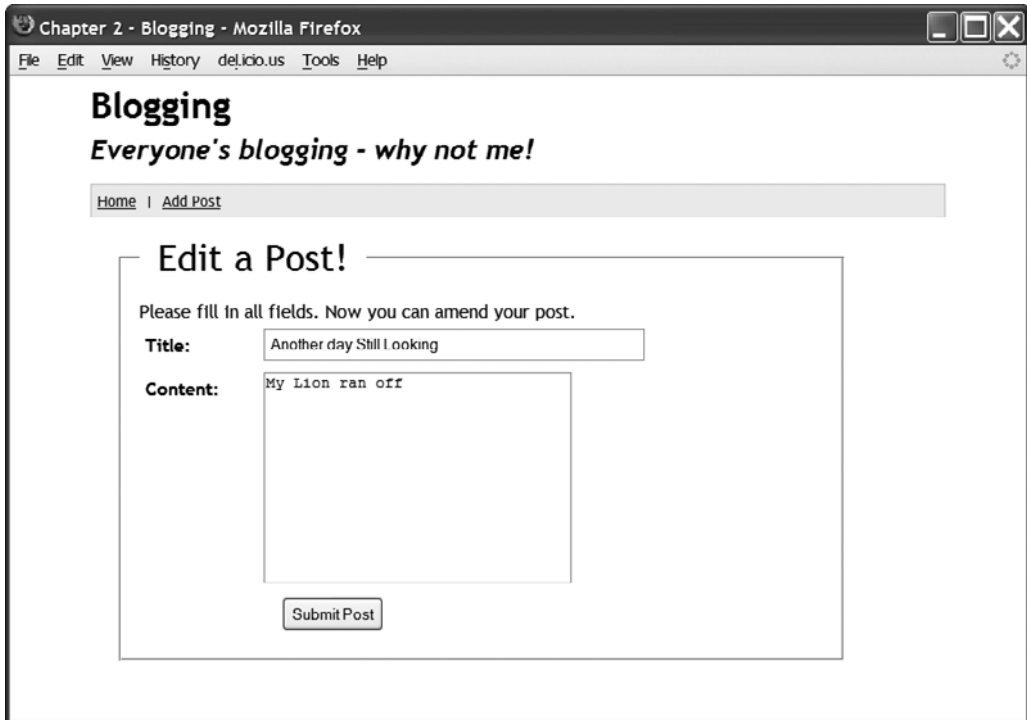 Chapter 2 - Blogging - Mozilla Firefox
File Edit View History del.icio.us Tools Help
Blogging
Everyone's blogging - why not me!
Home | Add Post
Edit a Post!
Please fill in all fields. Now you can amend your post.
Title: Another day Still Looking
Content: My Lion ran off
Submit Post